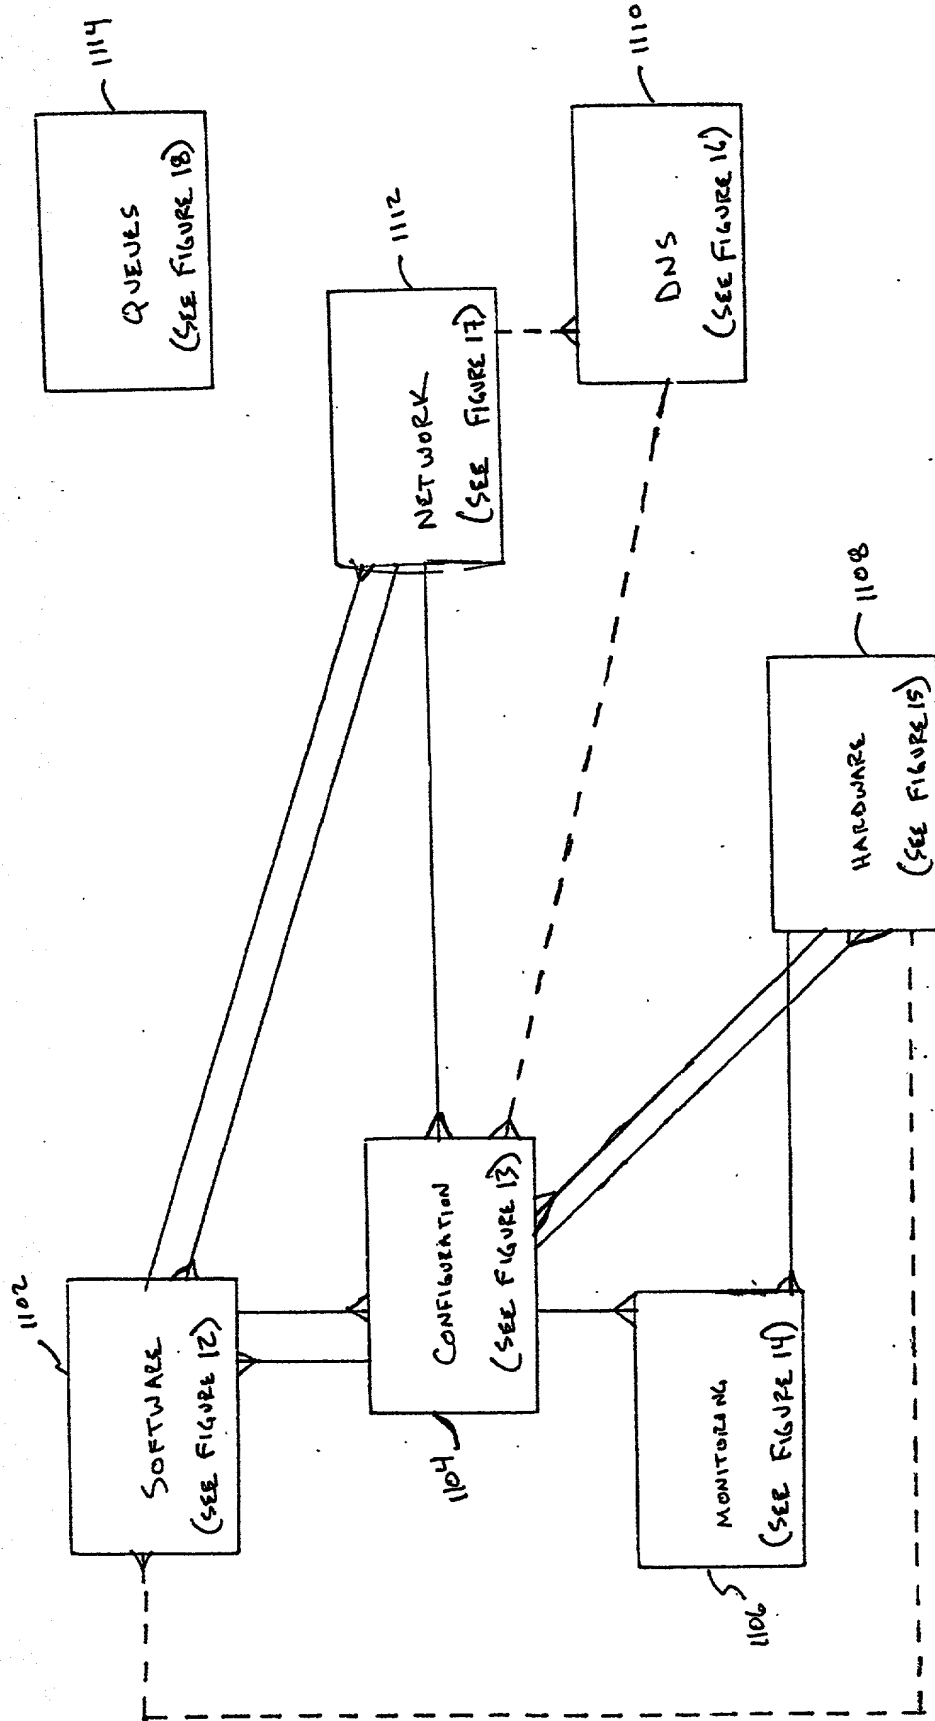 1102
SOFTWARE
(SEE FIGURE 12)
1114
QUEUES
(SEE FIGURE 18)
1112
NETWORK
(SEE FIGURE 17)
1104
CONFIGURATION
(SEE FIGURE 13)
1110
DNS
(SEE FIGURE 16)
1106
MONITORING
(SEE FIGURE 14)
1108
HARDWARE
(SEE FIGURE 15)